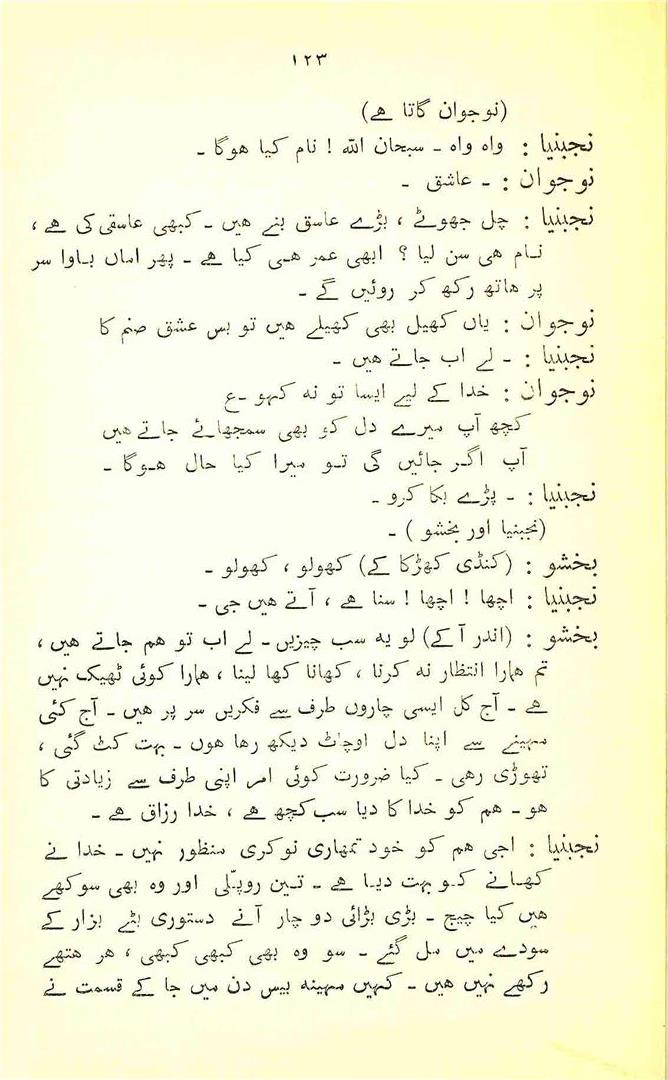 ١٢٣
(نوجوان گاتا ہے)
نجبنیا : واہ واہ ـ سبحان اللہ ! نام کیا ہوگا ـ
نوجوان : ـ عاشق ـ
نجبنیا : چل جھوٹے ، بڑے عاسق بنے ہیں ـ کبھی عاسقی کی ہے ،
نام ہی سن لیا ؟ ابھی عمر ہی کیا ہے ـ پھر اماں باوا سر
پر ہاتھ رکھ کر روئیں گے ـ
نوجوان : یاں کھیل بھی کھیلے ہیں تو بس عشق صنم کا
نجبنیا : ـ لے اب جاتے ہیں ـ
نوجوان : خدا کے لیے ایسا تو نہ کہو ـ ع
کچھ آپ میرے دل کو بھی سمجھائے جاتے ہیں
آپ اگر جائیں گی تو میرا کیا حال ہوگا ـ
نجبنیا : ـ پڑے بکا کرو ـ
(نجبنیا اور بخشو) ـ
بخشو : (کنڈی کھڑکا کے) کھولو ، کھولو ـ
نجبنیا : اچھا ! اچھا ! سنا ہے ، آتے ہیں جی ـ
بخشو : (اندر آ کے) لو یہ سب چیزیں ـ لے اب تو ہم جاتے ہیں ،
تم ہمارا انتظار نہ کرنا ، کھانا کھا لینا ، ہمارا کوئی ٹھیک نہیں
ہے ـ آج کل ایسی چاروں طرف سے فکریں سر پر ہیں ـ آج کئی
مہینے سے اپنا دل اوچاٹ دیکھ رہا ہوں ـ بہت کٹ گئی ،
تھوڑی رہی ـ کیا ضرورت کوئی امر اپنی طرف سے زیادتی کا
ہو ـ ہم کو خدا کا دیا سب کچھ ہے ، خدا رزاق ہے ـ
نجبنیا : اجی ہم کو خود تمھاری نوکری منظور نہیں ـ خدا نے
کھانے کو بہت دیا ہے ـ تین روپلّی اور وہ بھی سوکھے
ہیں کیا چیج ـ بڑی بڑائی دو چار آنے دستوری بٹے بزار کے
سودے میں مل گئے ـ سو وہ بھی کبھی کبھی ، ہر ہتھے
رکھے نہیں ہیں ـ کہیں مہینہ بیس دن میں جا کے قسمت نے